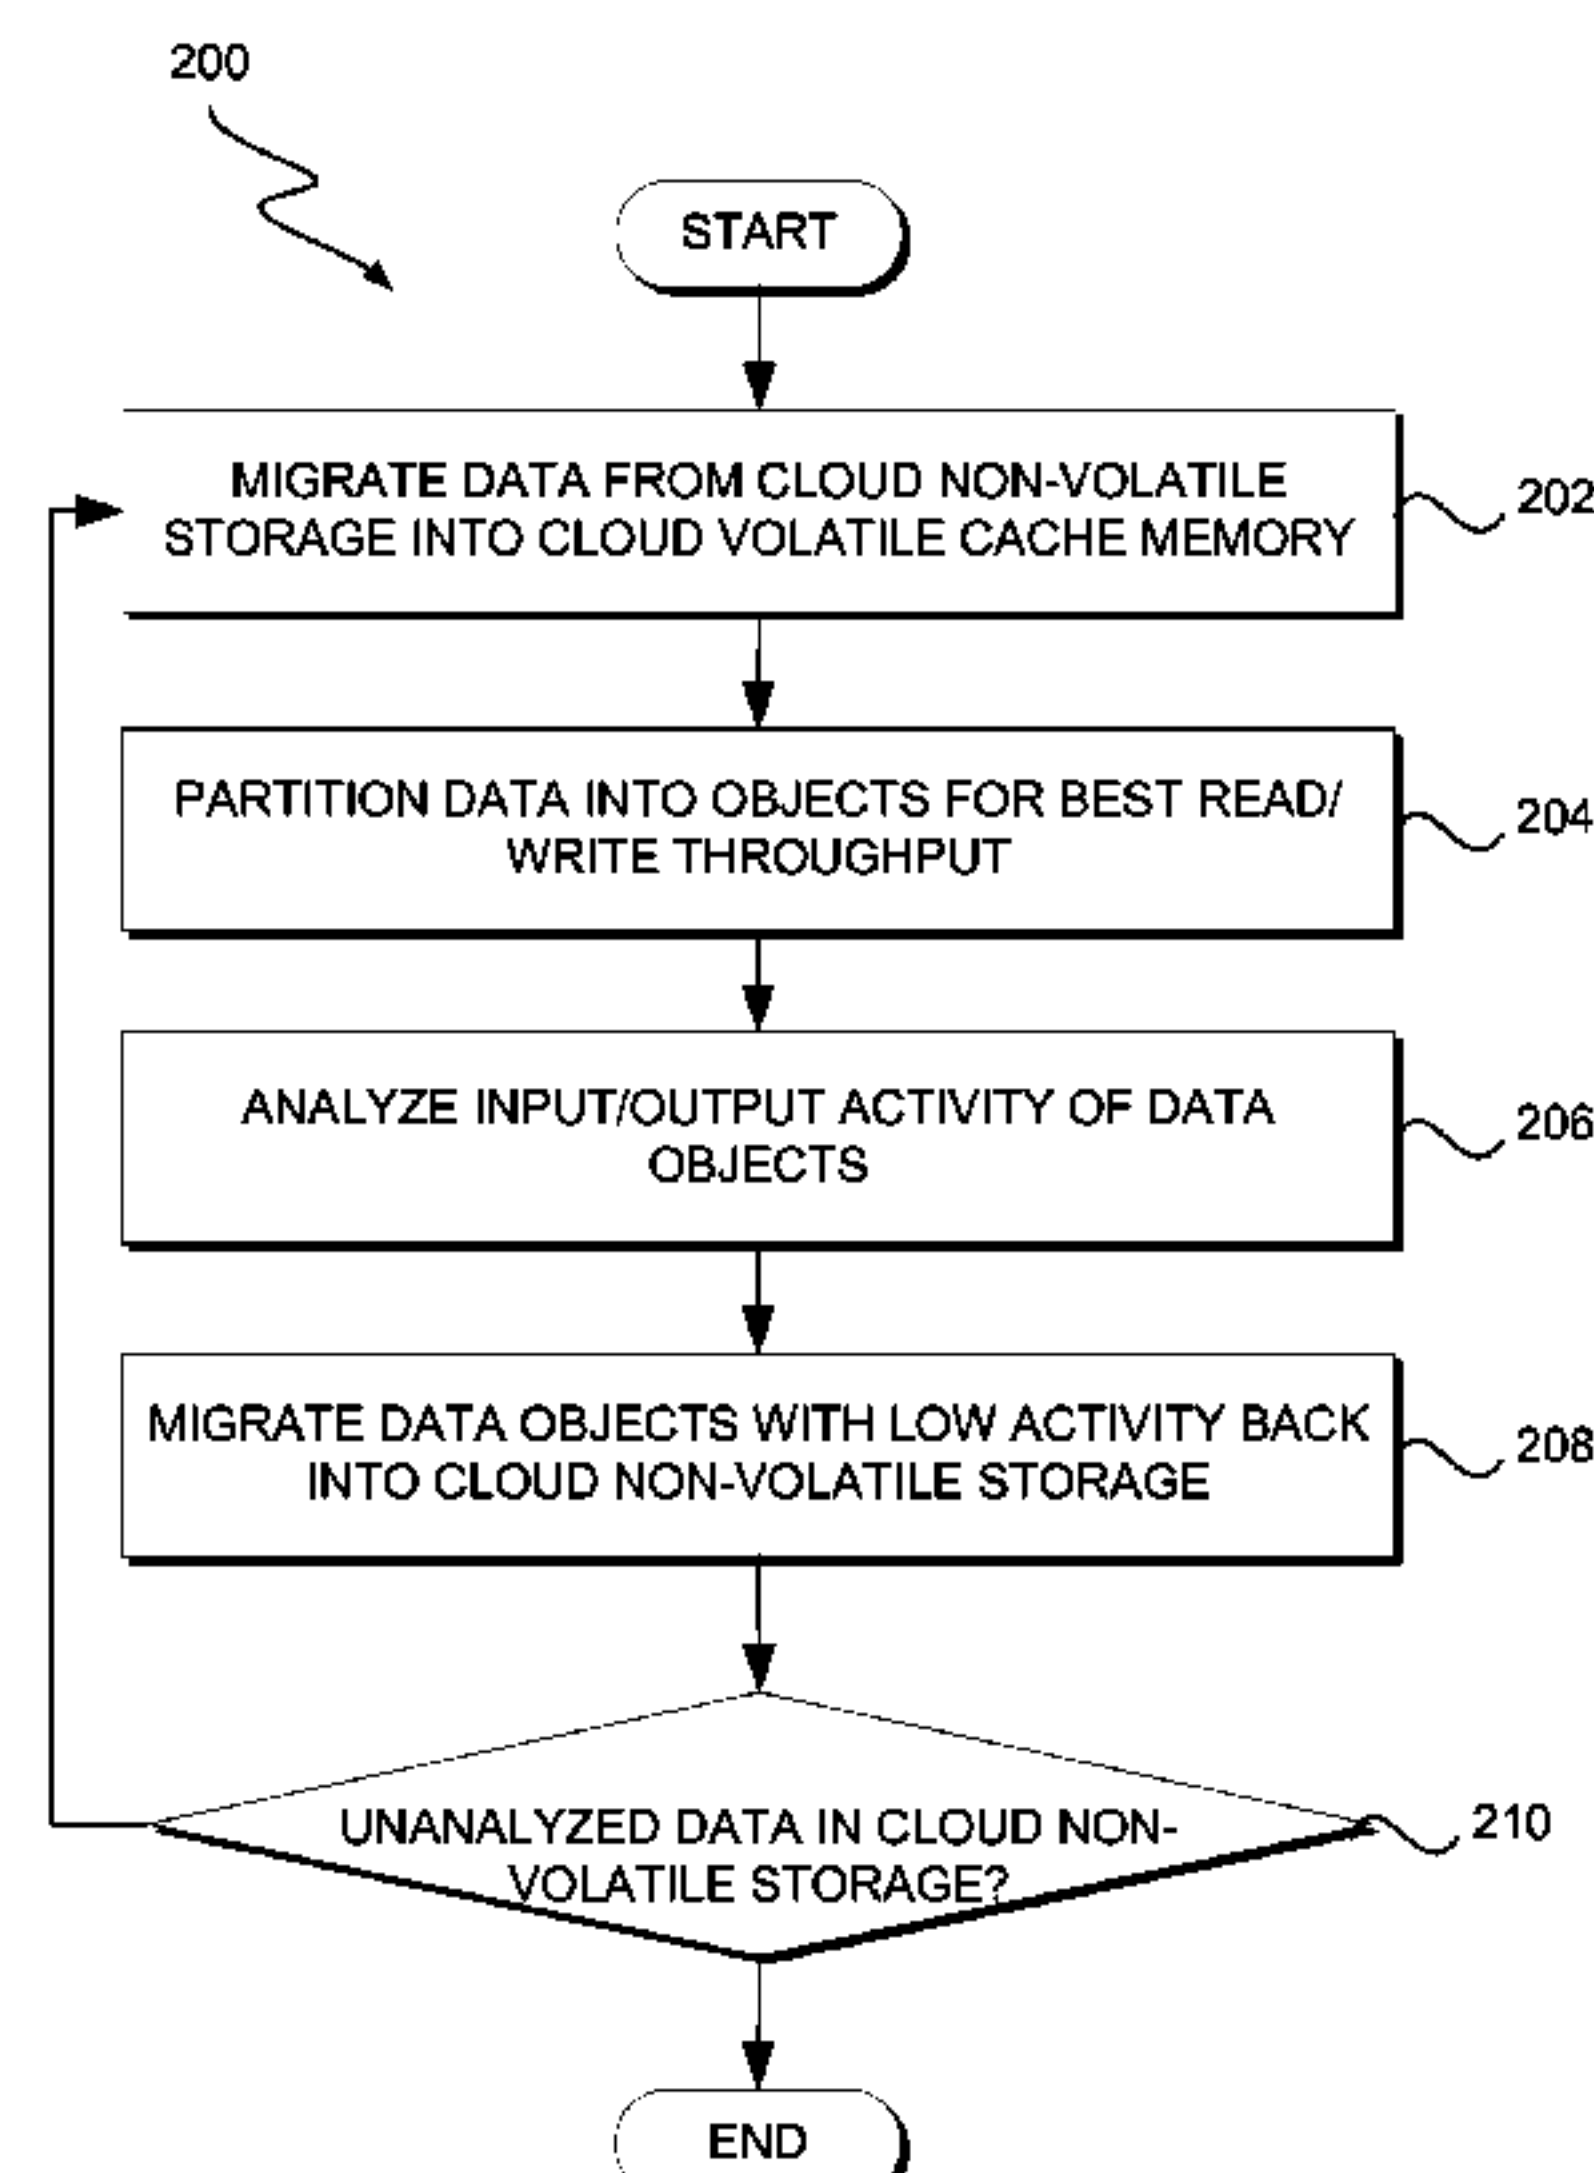 200
START
MIGRATE DATA FROM CLOUD NON-VOLATILE
STORAGE INTO CLOUD VOLATILE CACHE MEMORY
202
PARTITION DATA INTO OBJECTS FOR BEST READ/
WRITE THROUGHPUT
204
ANALYZE INPUT/OUTPUT ACTIVITY OF DATA
OBJECTS
206
MIGRATE DATA OBJECTS WITH LOW ACTIVITY BACK
INTO CLOUD NON-VOLATILE STORAGE
208
UNANALYZED DATA IN CLOUD NON-
VOLATILE STORAGE?
210
END